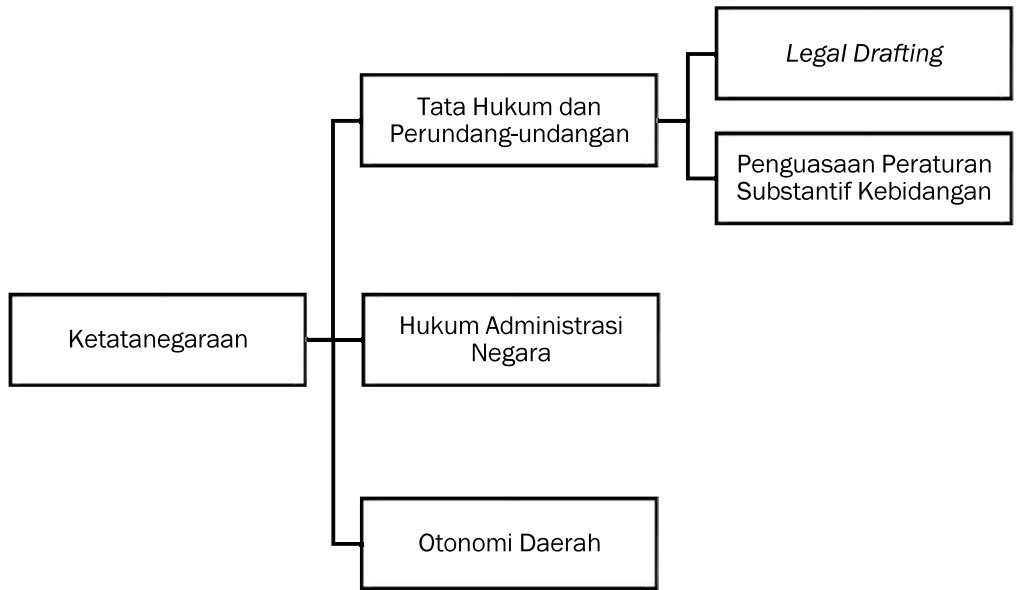 Legal Drafting
Tata Hukum dan
Perundang-undangan
Penguasaan Peraturan
Substantif Kebidangan
Ketatanegaraan
Hukum Administrasi
Negara
Otonomi Daerah